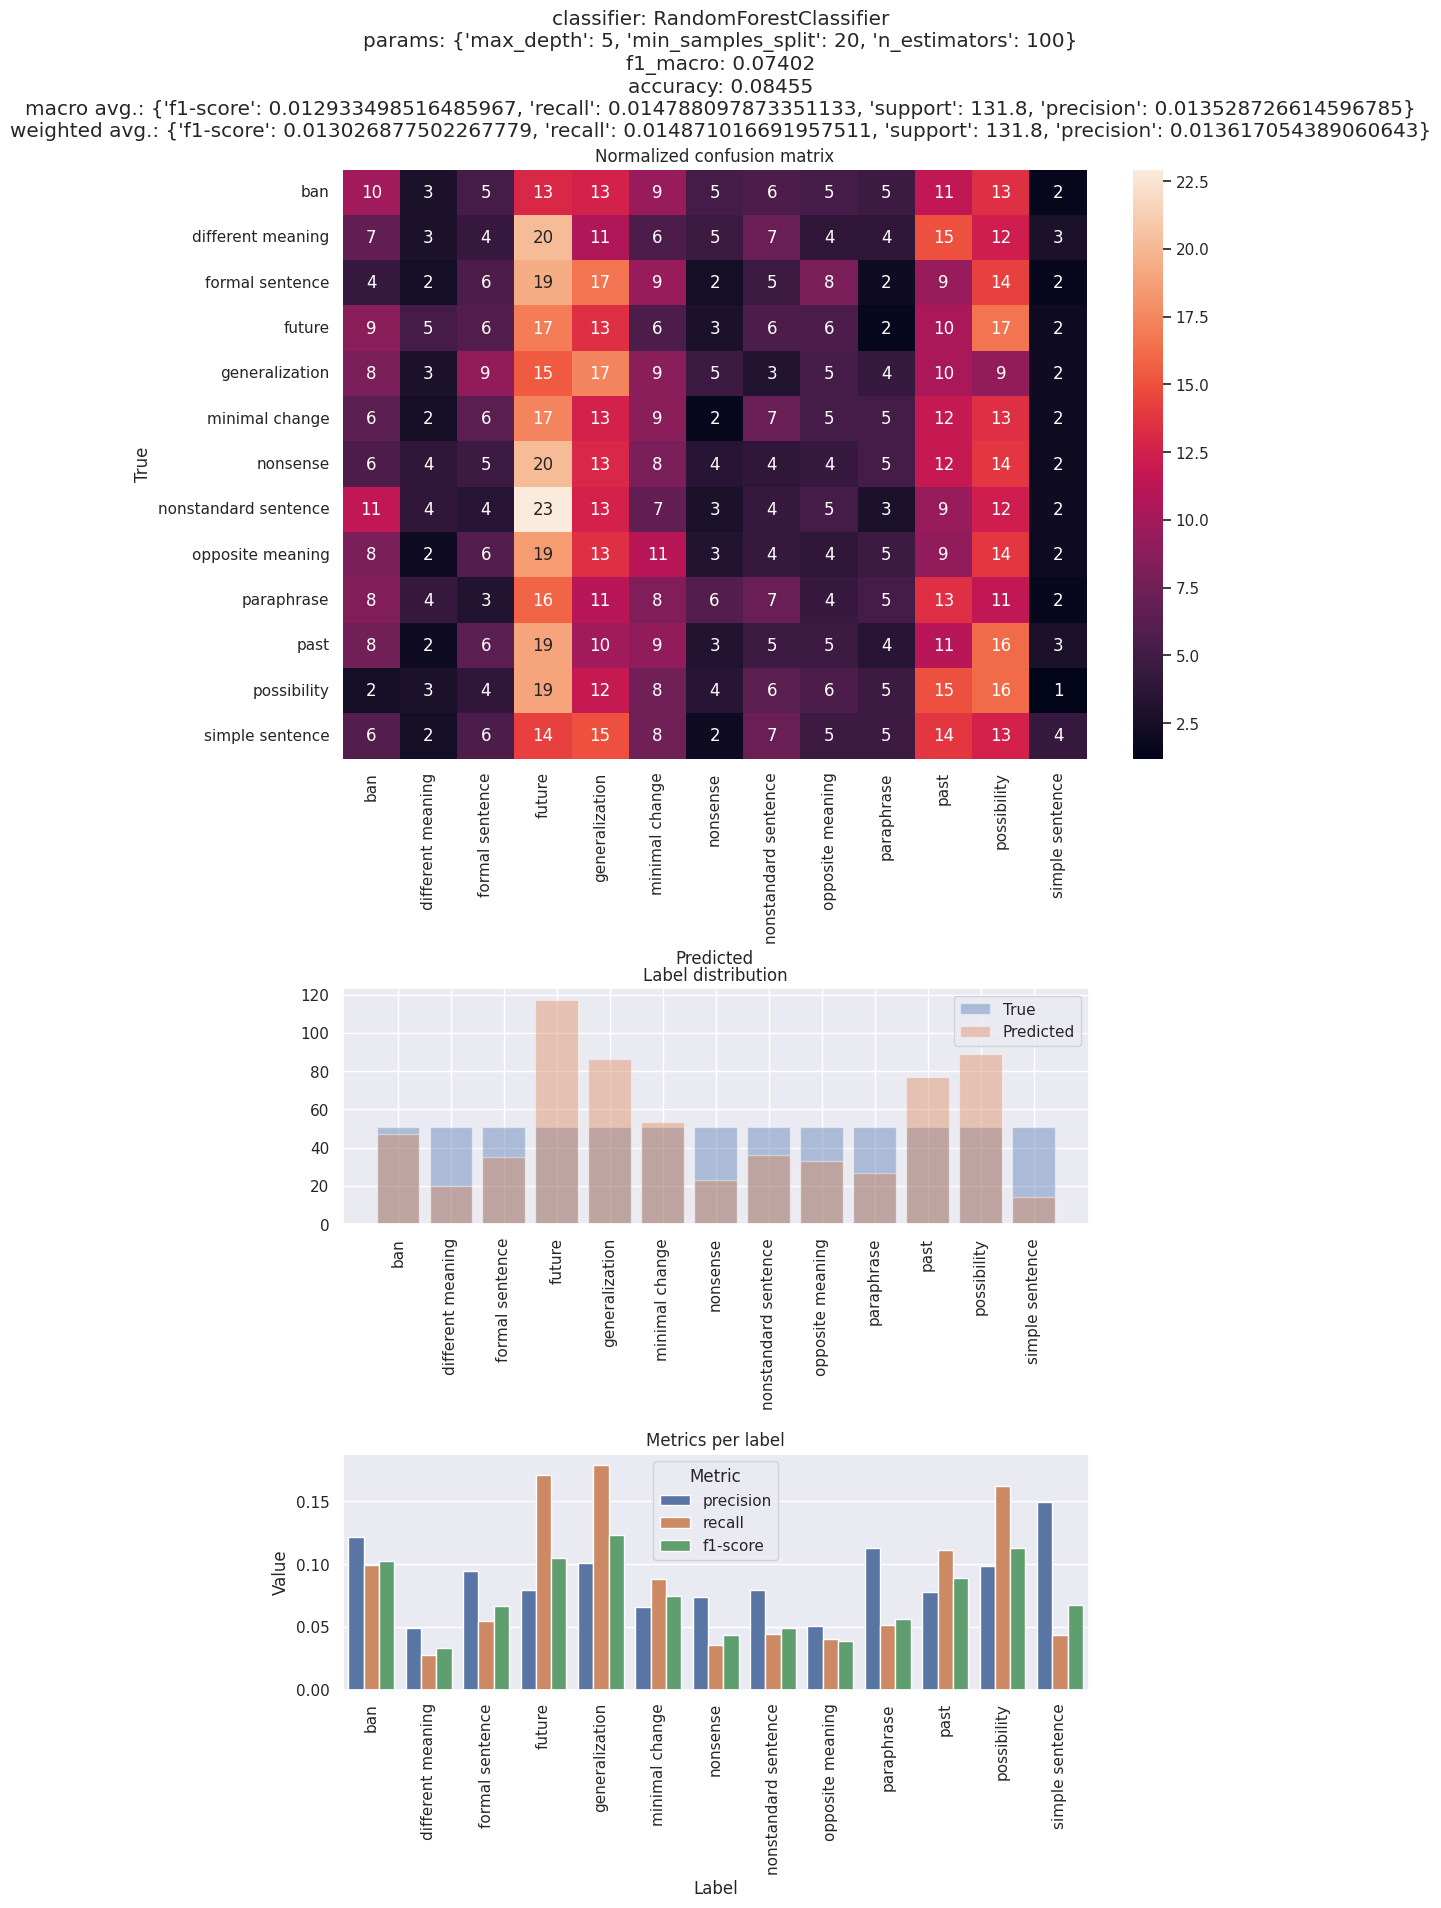 classifier: RandomForestClassifier
params: {'max_depth': 5, 'min_samples_split': 20, 'n_estimators': 100}
f1_macro: 0.07402
accuracy: 0.08455
macro avg.: {'f1-score': 0.012933498516485967, 'recall': 0.014788097873351133, 'support': 131.8, 'precision': 0.013528726614596785}
weighted avg.: {'f1-score': 0.013026877502267779, 'recall': 0.014871016691957511, 'support': 131.8, 'precision': 0.013617054389060643}
Normalized confusion matrix
True
ban 10 3 5 13 13 9 5 6 5 5 11 13 2
different meaning 7 3 4 20 11 6 5 7 4 4 15 12 3
formal sentence 4 2 6 19 17 9 2 5 8 2 9 14 2
future 9 5 6 17 13 6 3 6 6 2 10 17 2
generalization 8 3 9 15 17 9 5 3 5 4 10 9 2
minimal change 6 2 6 17 13 9 2 7 5 5 12 13 2
nonsense 6 4 5 20 13 8 4 4 4 5 12 14 2
nonstandard sentence 11 4 4 23 13 7 3 4 5 3 9 12 2
opposite meaning 8 2 6 19 13 11 3 4 4 5 9 14 2
paraphrase 8 4 3 16 11 8 6 7 4 5 13 11 2
past 8 2 6 19 10 9 3 5 5 4 11 16 3
possibility 2 3 4 19 12 8 4 6 6 5 15 16 1
simple sentence 6 2 6 14 15 8 2 7 5 5 14 13 4
ban
different meaning
formal sentence
future
generalization
minimal change
nonsense
nonstandard sentence
opposite meaning
paraphrase
past
possibility
simple sentence
Predicted
22.5
20.0
17.5
15.0
12.5
10.0
7.5
5.0
2.5
Label distribution
True
Predicted
120
100
80
60
40
20
0
ban
different meaning
formal sentence
future
generalization
minimal change
nonsense
nonstandard sentence
opposite meaning
paraphrase
past
possibility
simple sentence
Metrics per label
Metric
precision
recall
f1-score
Value
0.15
0.10
0.05
0.00
ban
different meaning
formal sentence
future
generalization
minimal change
nonsense
nonstandard sentence
opposite meaning
paraphrase
past
possibility
simple sentence
Label